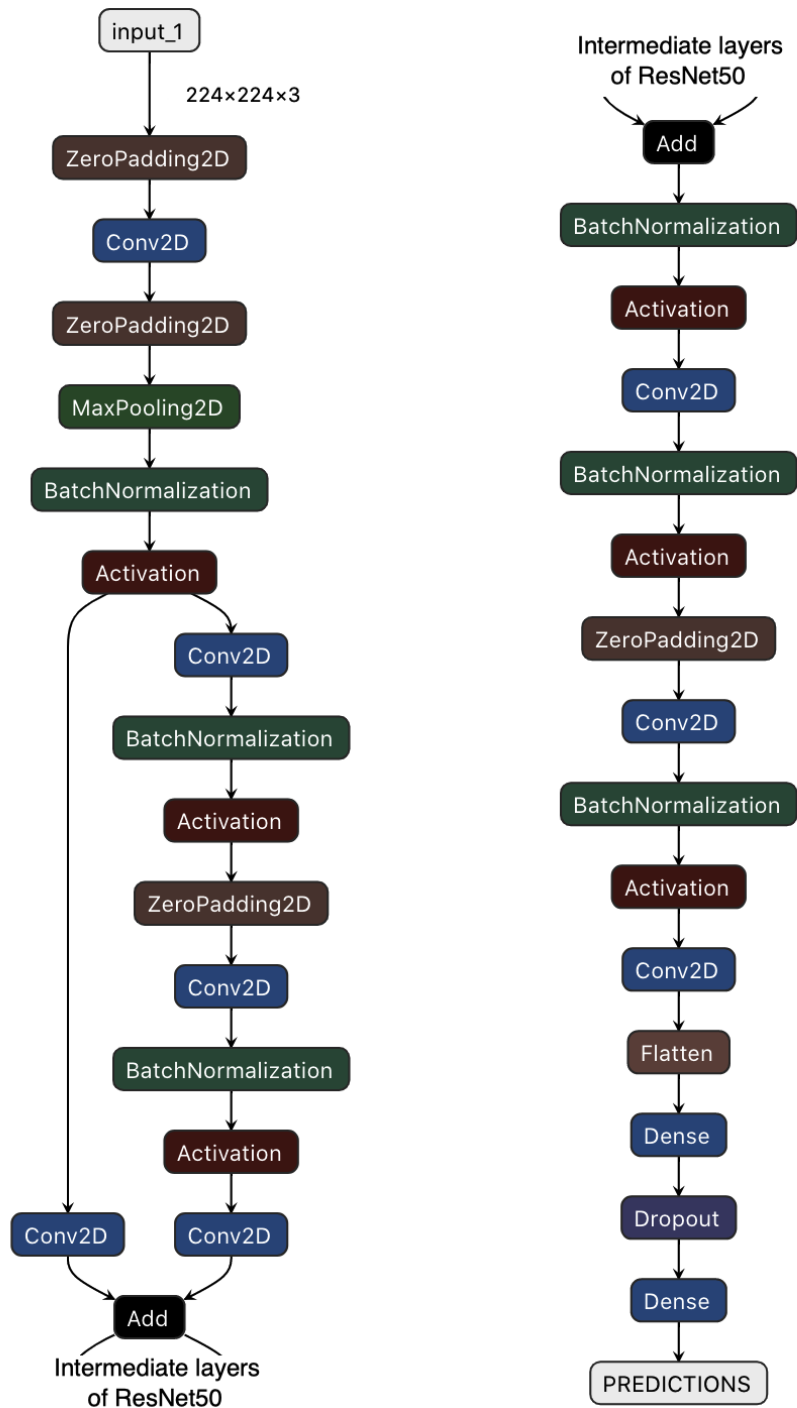 input_1
224×224×3
ZeroPadding2D
Conv2D
ZeroPadding2D
MaxPooling2D
BatchNormalization
Activation
Conv2D
BatchNormalization
Activation
ZeroPadding2D
Conv2D
BatchNormalization
Activation
Conv2D
Conv2D
Add
Intermediate layers
of ResNet50
Intermediate layers
of ResNet50
Add
BatchNormalization
Activation
Conv2D
BatchNormalization
Activation
ZeroPadding2D
Conv2D
BatchNormalization
Activation
Conv2D
Flatten
Dense
Dropout
Dense
PREDICTIONS